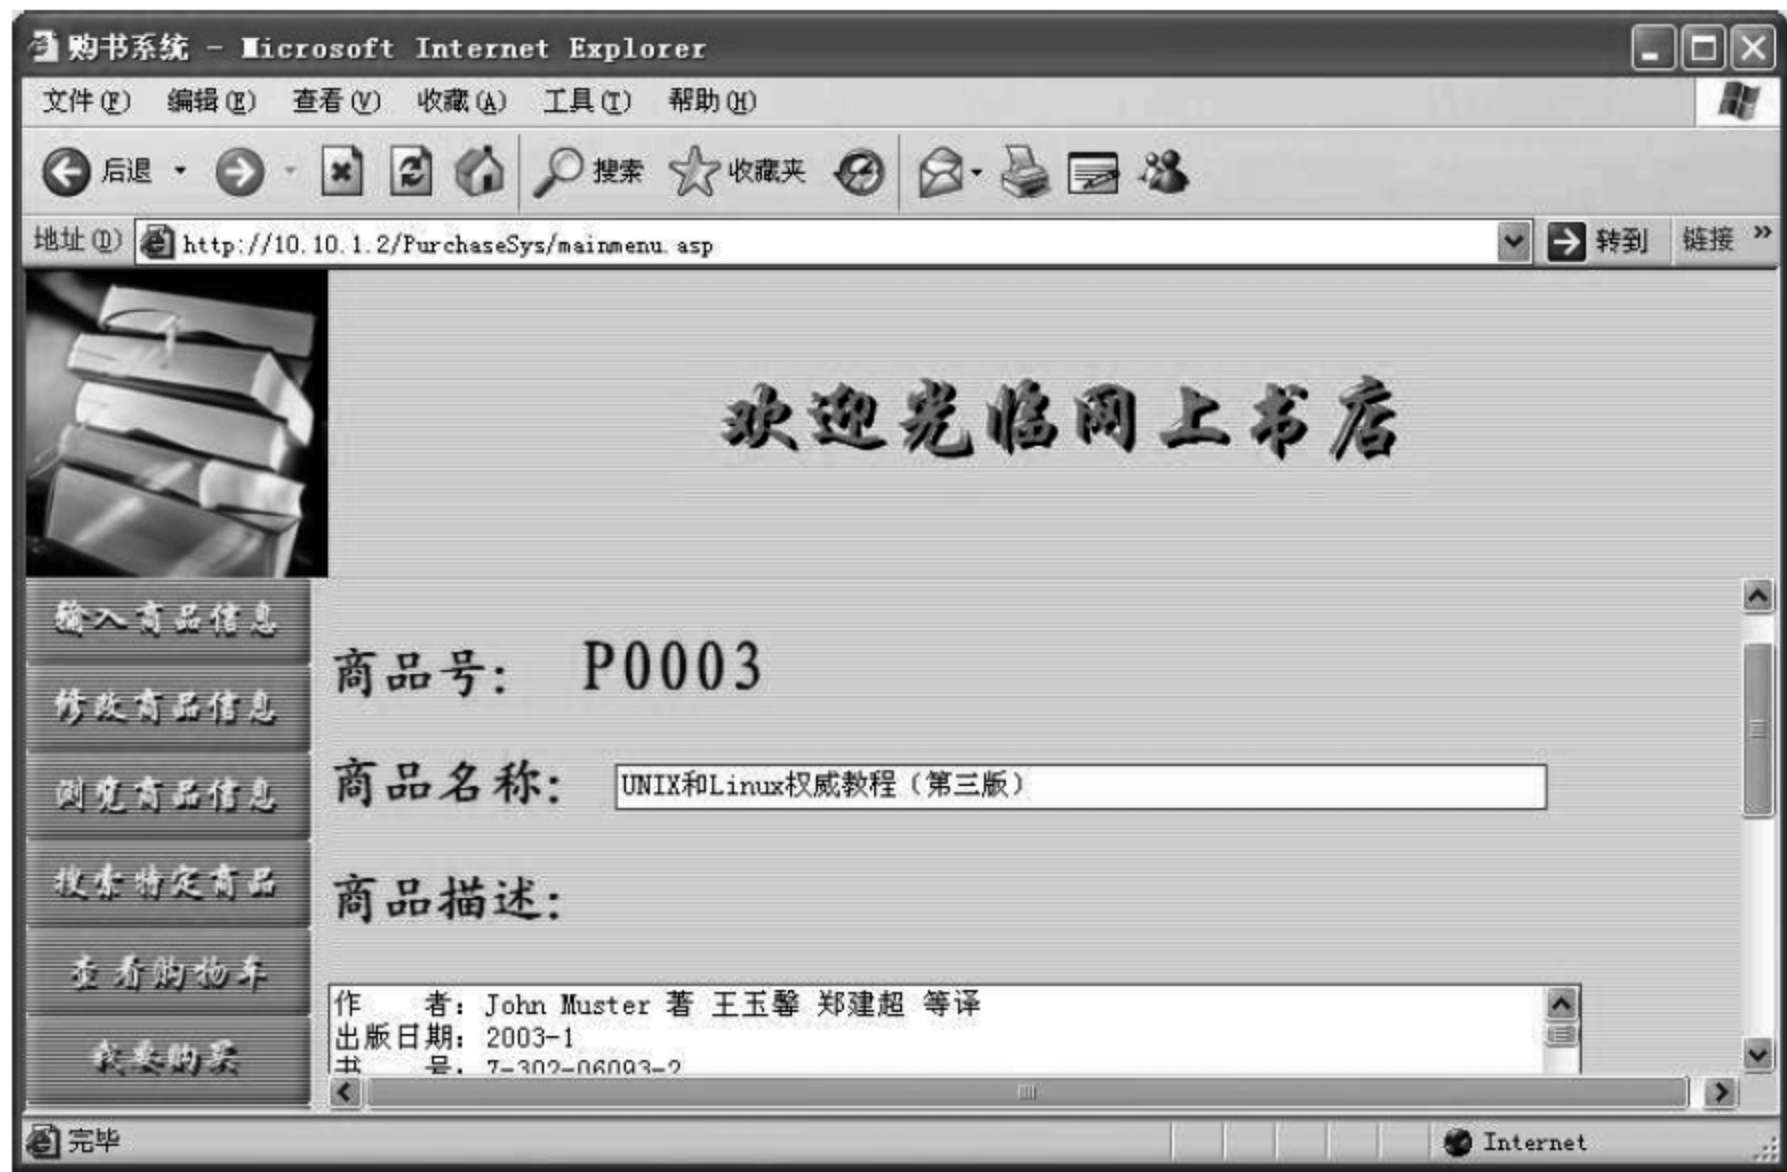 购书系统 - Microsoft Internet Explorer
文件(F) 编辑(E) 查看(V) 收藏(A) 工具(T) 帮助(H)
后退 搜索 收藏夹
地址(D) http://10.10.1.2/PurchaseSys/mainmenu.asp 转到 链接 »
欢迎光临网上书店
输入商品信息
修改商品信息
浏览商品信息
搜索特定商品
查看购物车
我要购买
商品号: P0003
商品名称: UNIX和Linux权威教程（第三版）
商品描述:
作 者: John Muster 著 王玉馨 郑建超 等译
出版日期: 2003-1
书 号: 7-302-06093-2
完毕 Internet